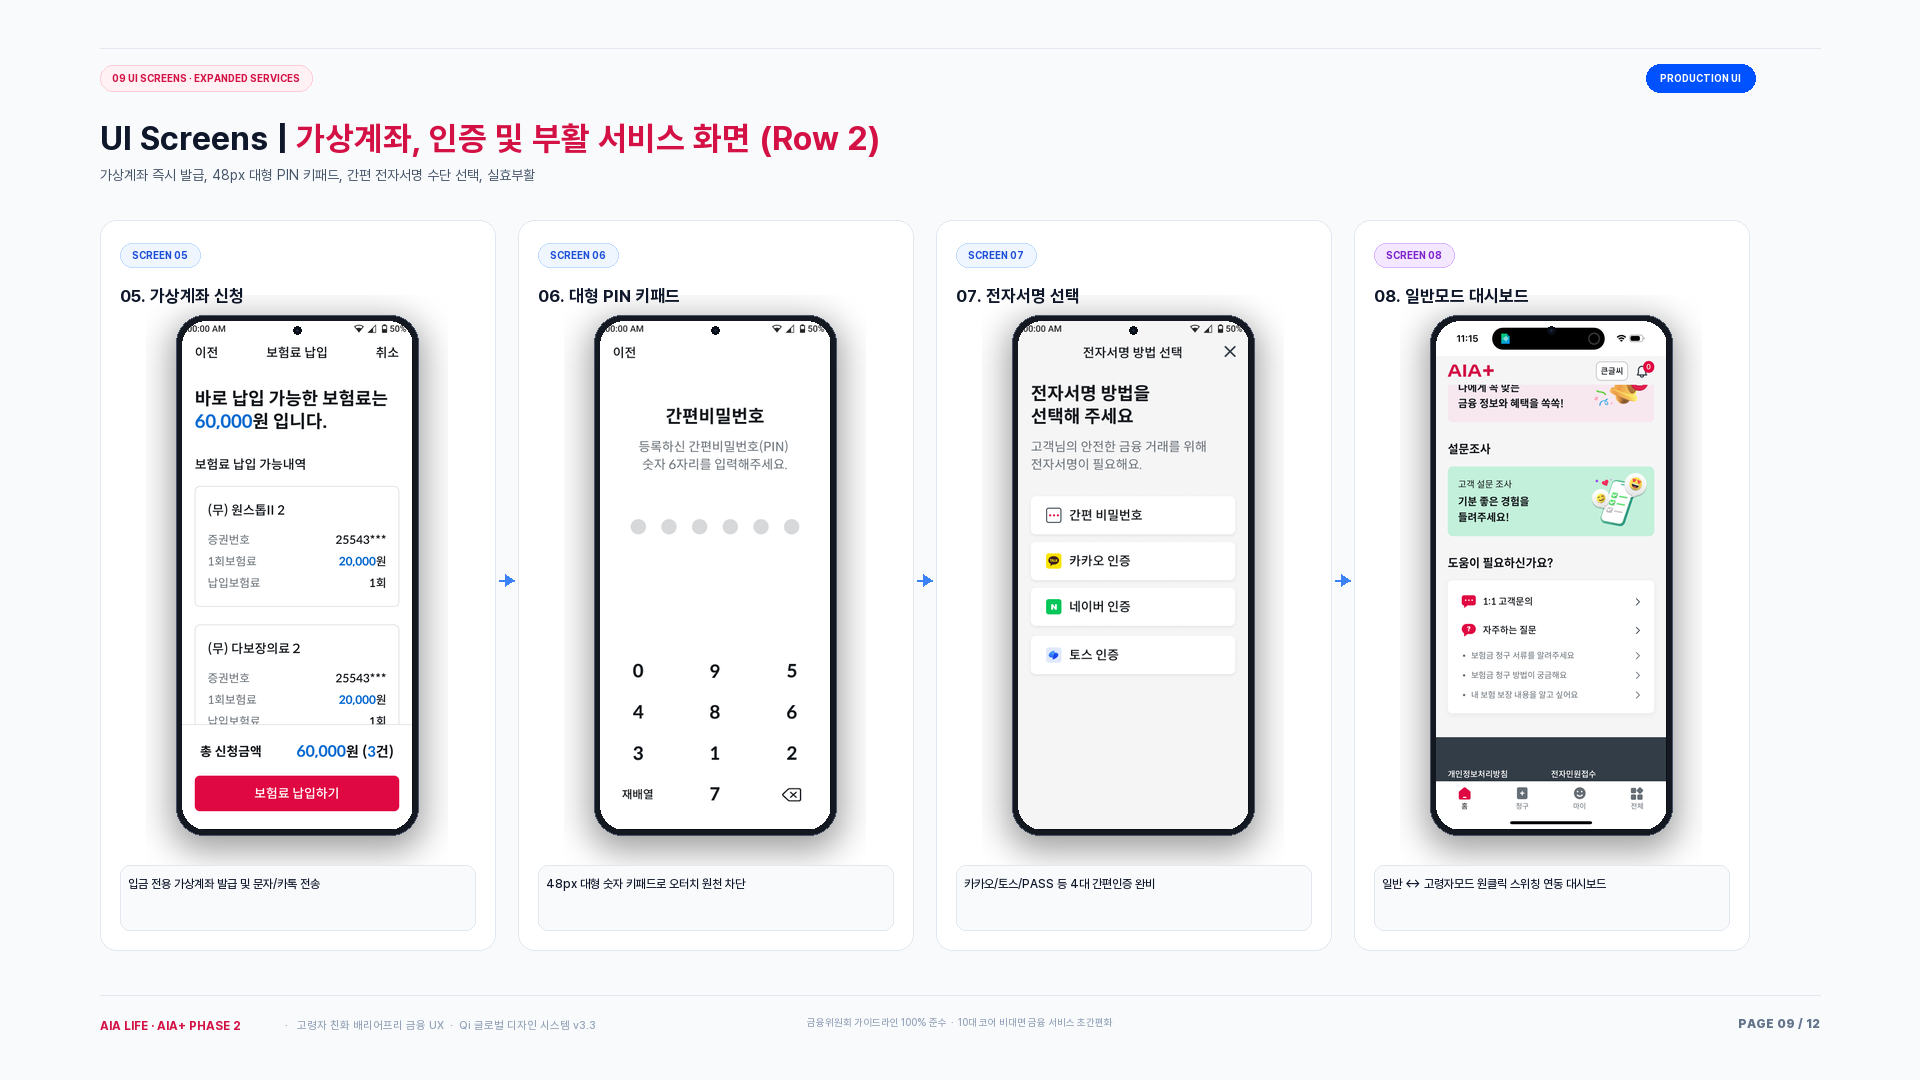 09 UI SCREENS · EXPANDED SERVICES
PRODUCTION UI
UI Screens | 가상계좌, 인증 및 부활 서비스 화면 (Row 2)
가상계좌 즉시 발급, 48px 대형 PIN 키패드, 간편 전자서명 수단 선택, 실효부활
SCREEN 05
05. 가상계좌 신청
00:00 AM
50%
이전
보험료 납입
취소
바로 납입 가능한 보험료는
60,000원 입니다.
보험료 납입 가능내역
(무) 원스톱II 2
증권번호 25543***
1회보험료 20,000원
납입보험료 1회
(무) 다보장의료 2
증권번호 25543***
1회보험료 20,000원
납입보험료 1회
총 신청금액 60,000원 (3건)
보험료 납입하기
입금 전용 가상계좌 발급 및 문자/카톡 전송
SCREEN 06
06. 대형 PIN 키패드
00:00 AM
50%
이전
간편비밀번호
등록하신 간편비밀번호(PIN)
숫자 6자리를 입력해주세요.
0 9 5
4 8 6
3 1 2
재배열 7
48px 대형 숫자 키패드로 오터치 원천 차단
SCREEN 07
07. 전자서명 선택
00:00 AM
50%
전자서명 방법 선택
전자서명 방법을
선택해 주세요
고객님의 안전한 금융 거래를 위해
전자서명이 필요해요.
간편 비밀번호
카카오 인증
네이버 인증
토스 인증
카카오/토스/PASS 등 4대 간편인증 완비
SCREEN 08
08. 일반모드 대시보드
11:15
AIA+
큰글씨
0
나에게 꼭 맞는
금융 정보와 혜택을 쏙쏙!
설문조사
고객 설문 조사
기분 좋은 경험을
들려주세요!
도움이 필요하신가요?
1:1 고객문의
자주하는 질문
• 보험금 청구 서류를 알려주세요
• 보험금 청구 방법이 궁금해요
• 내 보험 보장 내용을 알고 싶어요
개인정보처리방침 전자민원접수
홈 청구 마이 전체
일반 ↔ 고령자모드 원클릭 스위칭 연동 대시보드
AIA LIFE · AIA+ PHASE 2 · 고령자 친화 배리어프리 금융 UX · Qi 글로벌 디자인 시스템 v3.3
금융위원회 가이드라인 100% 준수 · 10대 코어 비대면 금융 서비스 초간편화
PAGE 09 / 12